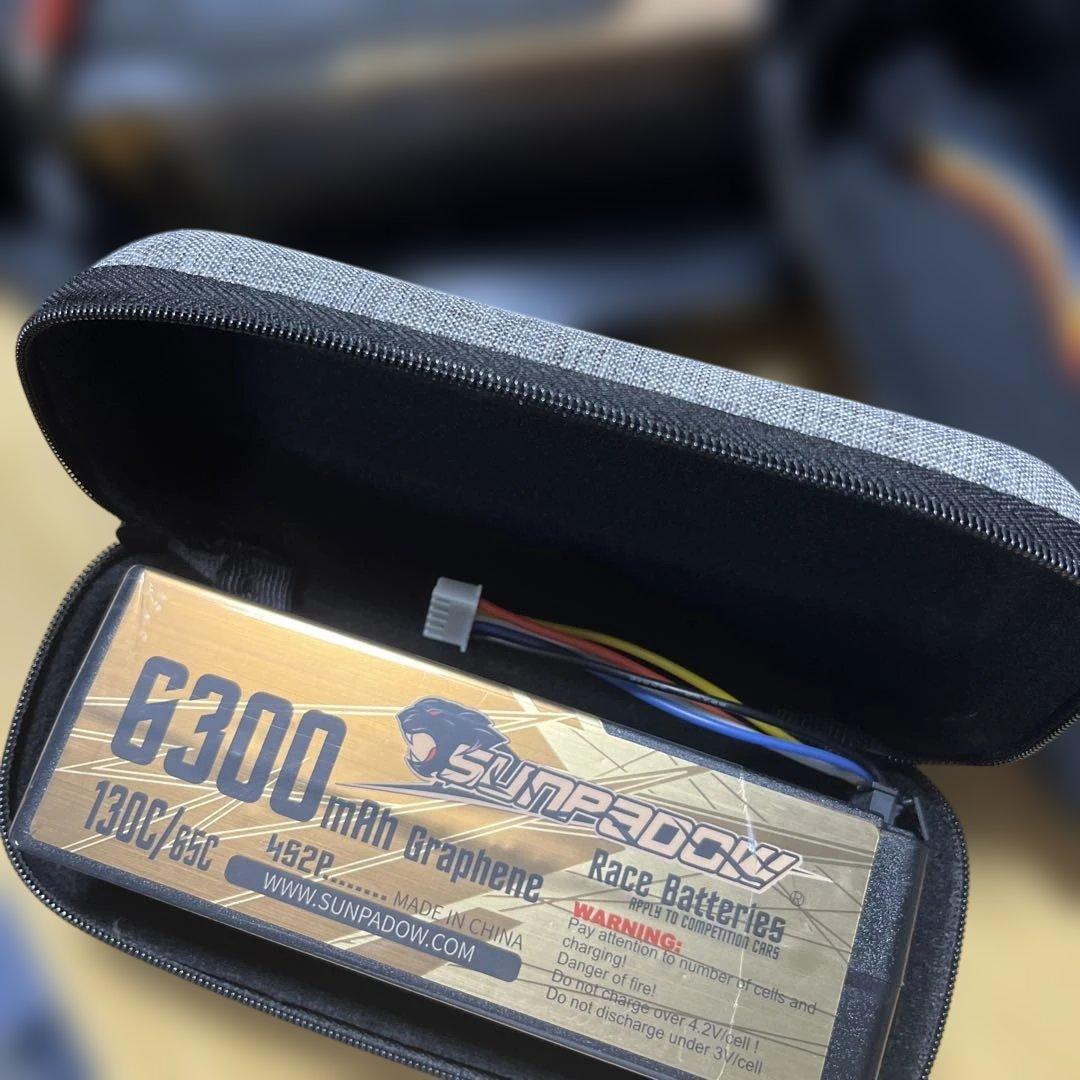 6300mAh Graphene
130C/65C
4S2P........ MADE IN CHINA
WWW.SUNPADOW.COM
SUNPADOW®
Race Batteries
APPLY TO COMPETITION CARS
WARNING:
Pay attention to number of cells and
charging!
Danger of fire!
Do not charge over 4.2V/cell !
Do not discharge under 3V/cell